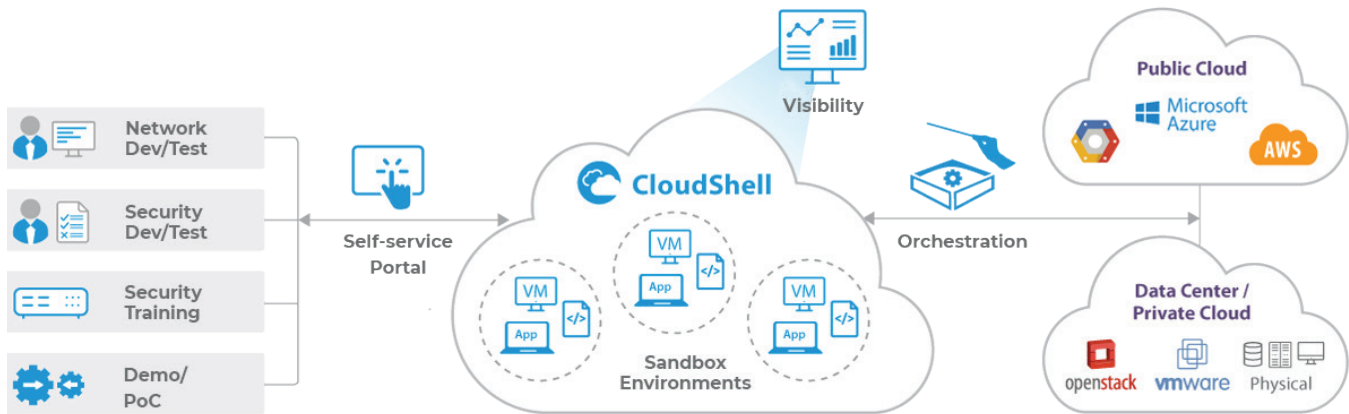 Network
Dev/Test
Security
Dev/Test
Security
Training
Demo/
PoC
Self-service
Portal
CloudShell
VM
App
</>
VM
App
</>
VM
App
</>
Sandbox
Environments
Visibility
Orchestration
Public Cloud
Microsoft
Azure
AWS
Data Center /
Private Cloud
openstack
vmware
Physical